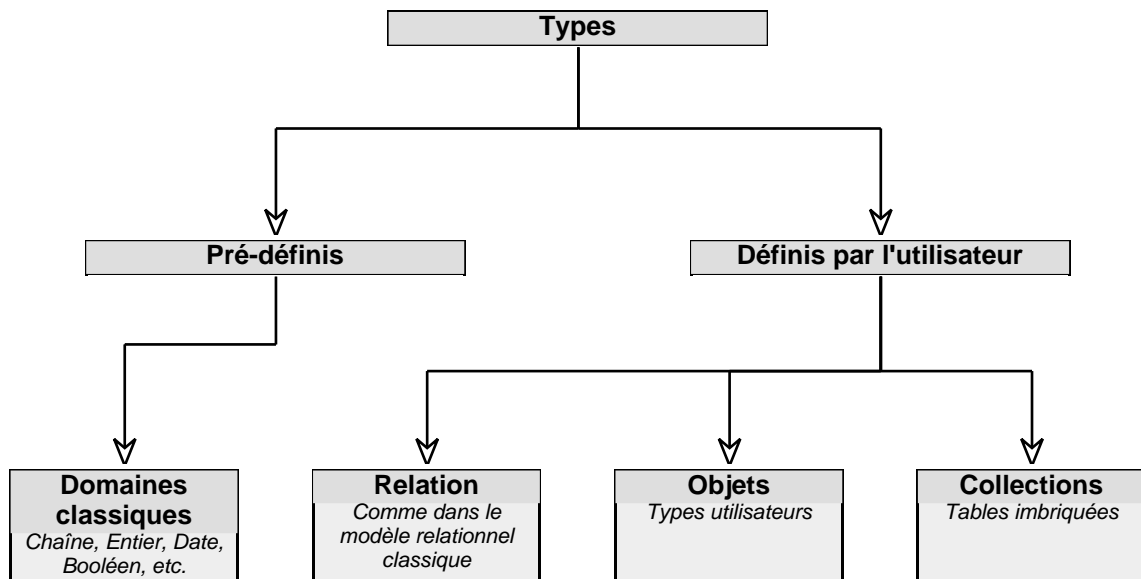 Types
Pré-définis
Définis par l'utilisateur
Domaines
classiques
Chaîne, Entier, Date,
Booléen, etc.
Relation
Comme dans le
modèle relationnel
classique
Objets
Types utilisateurs
Collections
Tables imbriquées